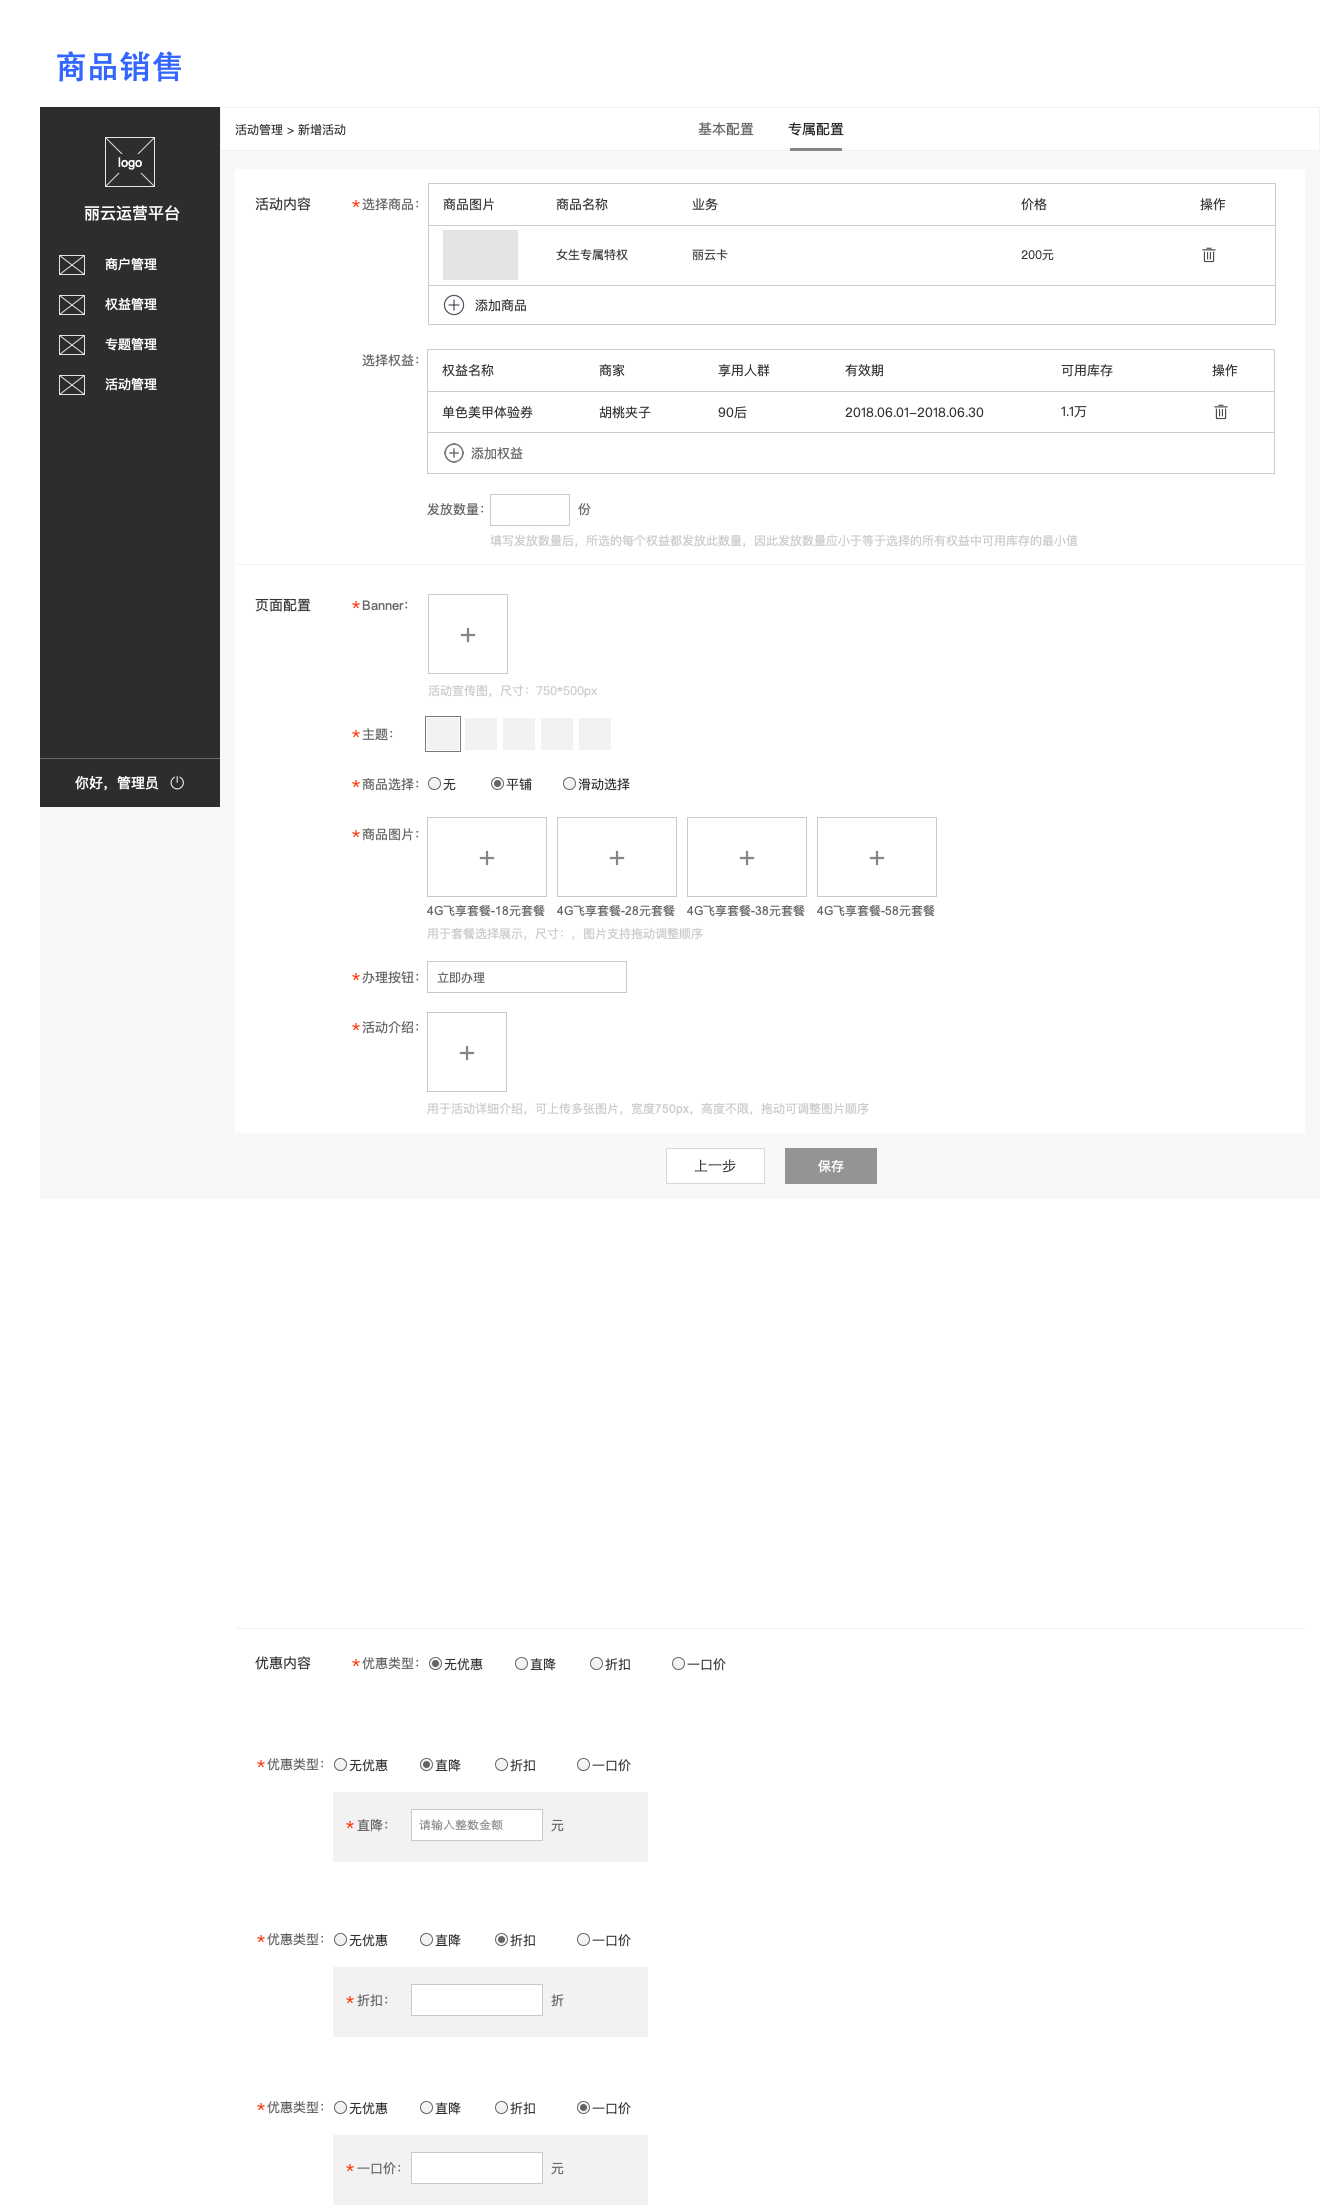 商品销售
logo
丽云运营平台
商户管理
权益管理
专题管理
活动管理
你好，管理员
活动管理 > 新增活动
基本配置 专属配置
活动内容
*选择商品：
商品图片 商品名称 业务 价格 操作
女生专属特权 丽云卡 200元
添加商品
选择权益：
权益名称 商家 享用人群 有效期 可用库存 操作
单色美甲体验券 胡桃夹子 90后 2018.06.01-2018.06.30 1.1万
添加权益
发放数量： 份
填写发放数量后，所选的每个权益都发放此数量，因此发放数量应小于等于选择的所有权益中可用库存的最小值
页面配置
*Banner：
活动宣传图，尺寸：750*500px
*主题：
*商品选择： 无 平铺 滑动选择
*商品图片：
4G飞享套餐-18元套餐 4G飞享套餐-28元套餐 4G飞享套餐-38元套餐 4G飞享套餐-58元套餐
用于套餐选择展示，尺寸：，图片支持拖动调整顺序
*办理按钮： 立即办理
*活动介绍：
用于活动详细介绍，可上传多张图片，宽度750px，高度不限，拖动可调整图片顺序
上一步 保存
优惠内容 *优惠类型： 无优惠 直降 折扣 一口价
*优惠类型： 无优惠 直降 折扣 一口价
*直降： 请输入整数金额 元
*优惠类型： 无优惠 直降 折扣 一口价
*折扣： 折
*优惠类型： 无优惠 直降 折扣 一口价
*一口价： 元